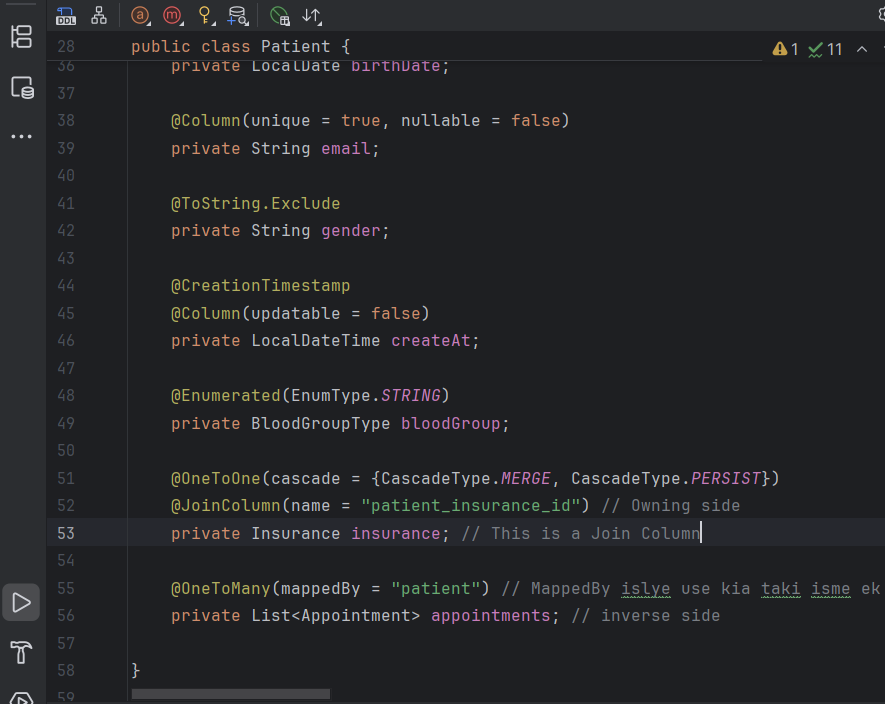 DDL
a
m
28 public class Patient {
1 11
36 private LocalDate birthDate;
37
38 @Column(unique = true, nullable = false)
39 private String email;
40
41 @ToString.Exclude
42 private String gender;
43
44 @CreationTimestamp
45 @Column(updatable = false)
46 private LocalDateTime createAt;
47
48 @Enumerated(EnumType.STRING)
49 private BloodGroupType bloodGroup;
50
51 @OneToOne(cascade = {CascadeType.MERGE, CascadeType.PERSIST})
52 @JoinColumn(name = "patient_insurance_id") // Owning side
53 private Insurance insurance; // This is a Join Column
54
55 @OneToMany(mappedBy = "patient") // MappedBy islye use kia taki isme ek
56 private List<Appointment> appointments; // inverse side
57
58 }
59